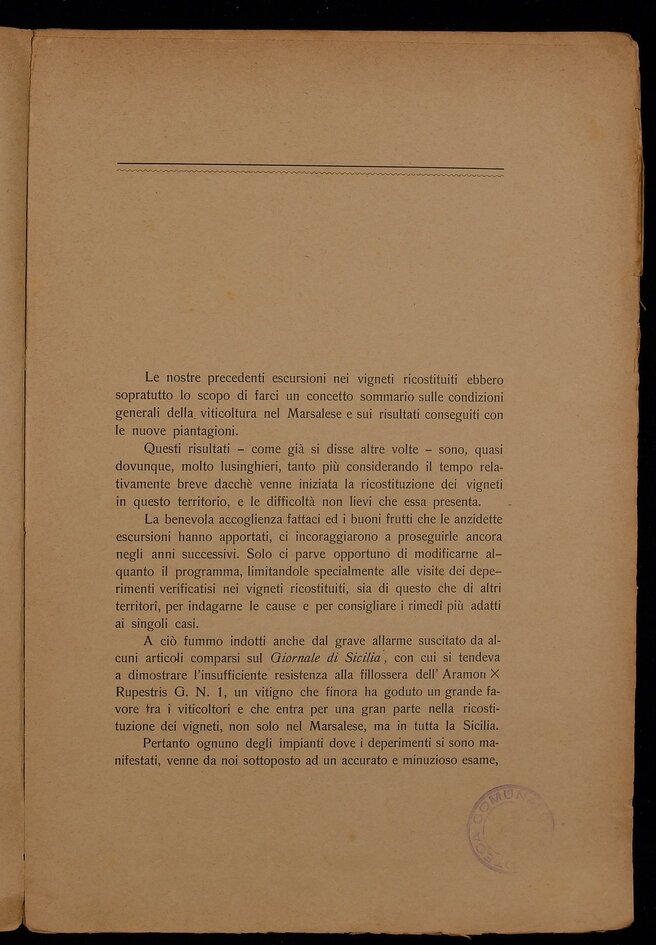 Le nostre precedenti escursioni nei vigneti ricostituiti ebbero
sopratutto lo scopo di farci un concetto sommario sulle condizioni
generali della viticoltura nel Marsalese e sui risultati conseguiti con
le nuove piantagioni.
Questi risultati - come già si disse altre volte - sono, quasi
dovunque, molto lusinghieri, tanto più considerando il tempo rela-
tivamente breve dacchè venne iniziata la ricostituzione dei vigneti
in questo territorio, e le difficoltà non lievi che essa presenta.
La benevola accoglienza fattaci ed i buoni frutti che le anzidette
escursioni hanno apportati, ci incoraggiarono a proseguirle ancora
negli anni successivi. Solo ci parve opportuno di modificarne al-
quanto il programma, limitandole specialmente alle visite dei depe-
rimenti verificatisi nei vigneti ricostituiti, sia di questo che di altri
territorî, per indagarne le cause e per consigliare i rimedî più adatti
ai singoli casi.
A ciò fummo indotti anche dal grave allarme suscitato da al-
cuni articoli comparsi sul Giornale di Sicilia, con cui si tendeva
a dimostrare l'insufficiente resistenza alla fillossera dell'Aramon ×
Rupestris G. N. 1, un vitigno che finora ha goduto un grande fa-
vore tra i viticoltori e che entra per una gran parte nella ricosti-
tuzione dei vigneti, non solo nel Marsalese, ma in tutta la Sicilia.
Pertanto ognuno degli impianti dove i deperimenti si sono ma-
nifestati, venne da noi sottoposto ad un accurato e minuzioso esame,